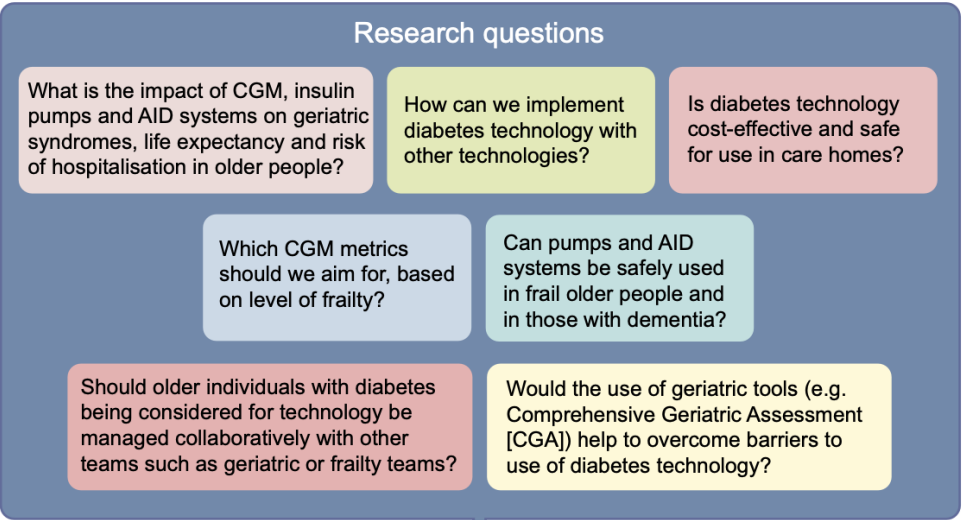 Research questions
What is the impact of CGM, insulin
pumps and AID systems on geriatric
syndromes, life expectancy and risk
of hospitalisation in older people?
How can we implement
diabetes technology with
other technologies?
Is diabetes technology
cost-effective and safe
for use in care homes?
Which CGM metrics
should we aim for, based
on level of frailty?
Can pumps and AID
systems be safely used
in frail older people and
in those with dementia?
Should older individuals with diabetes
being considered for technology be
managed collaboratively with other
teams such as geriatric or frailty teams?
Would the use of geriatric tools (e.g.
Comprehensive Geriatric Assessment
[CGA]) help to overcome barriers to
use of diabetes technology?